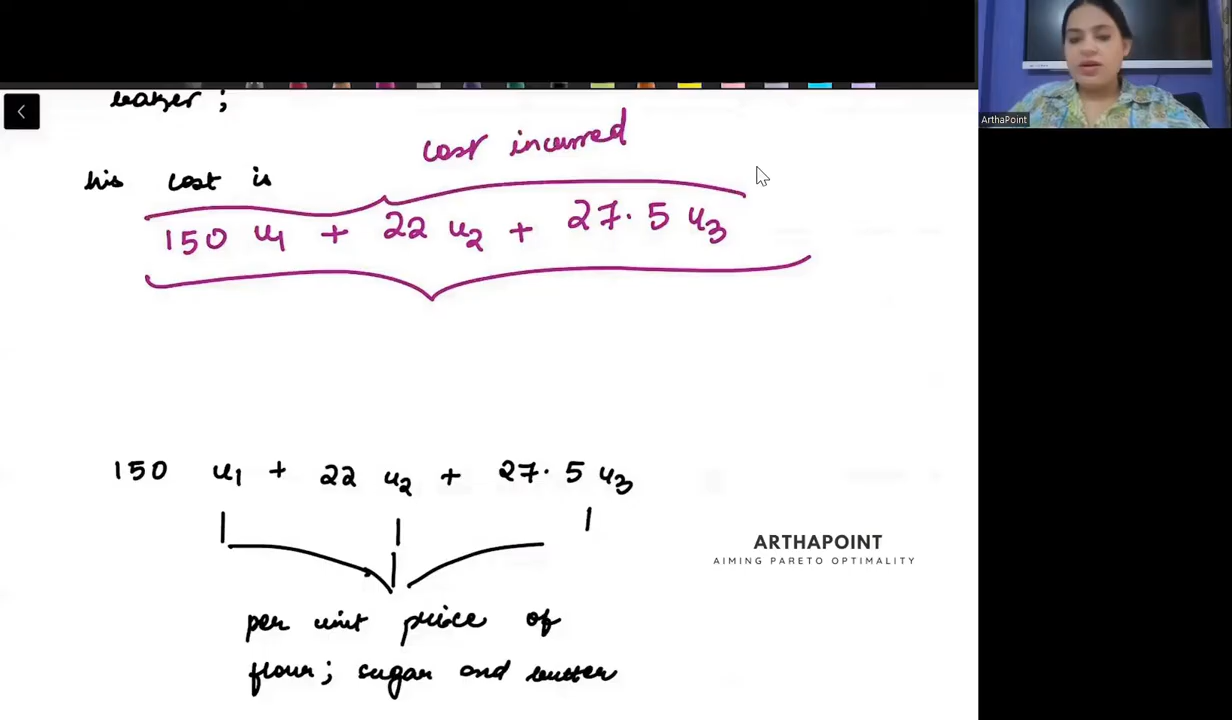 baker ;
cost incurred
his cost is
150 u₁ + 22 u₂ + 27.5 u₃
150 u₁ + 22 u₂ + 27.5 u₃
per unit price of
flour; sugar and butter
ARTHAPOINT
AIMING PARETO OPTIMALITY
ArthaPoint